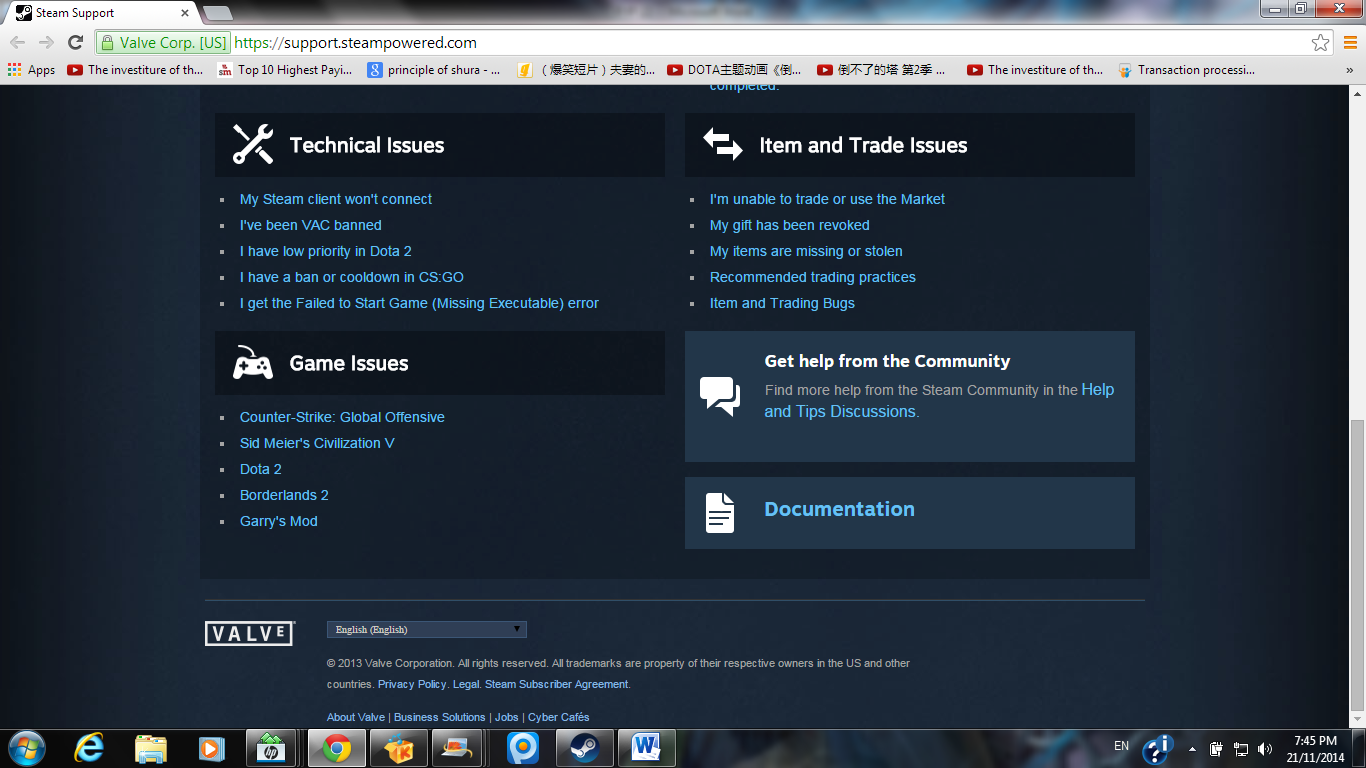 Steam Support
Valve Corp. [US] https://support.steampowered.com
Apps The investiture of th... Top 10 Highest Payi... principle of shura - ... （爆笑短片）夫妻的... DOTA主题动画《倒... 倒不了的塔 第2季 ... The investiture of th... Transaction processi... »
completed.
Technical Issues
My Steam client won't connect
I've been VAC banned
I have low priority in Dota 2
I have a ban or cooldown in CS:GO
I get the Failed to Start Game (Missing Executable) error
Item and Trade Issues
I'm unable to trade or use the Market
My gift has been revoked
My items are missing or stolen
Recommended trading practices
Item and Trading Bugs
Game Issues
Counter-Strike: Global Offensive
Sid Meier's Civilization V
Dota 2
Borderlands 2
Garry's Mod
Get help from the Community
Find more help from the Steam Community in the Help
and Tips Discussions.
Documentation
VALVE
English (English)
© 2013 Valve Corporation. All rights reserved. All trademarks are property of their respective owners in the US and other
countries. Privacy Policy. Legal. Steam Subscriber Agreement.
About Valve | Business Solutions | Jobs | Cyber Cafés
EN
7:45 PM
21/11/2014